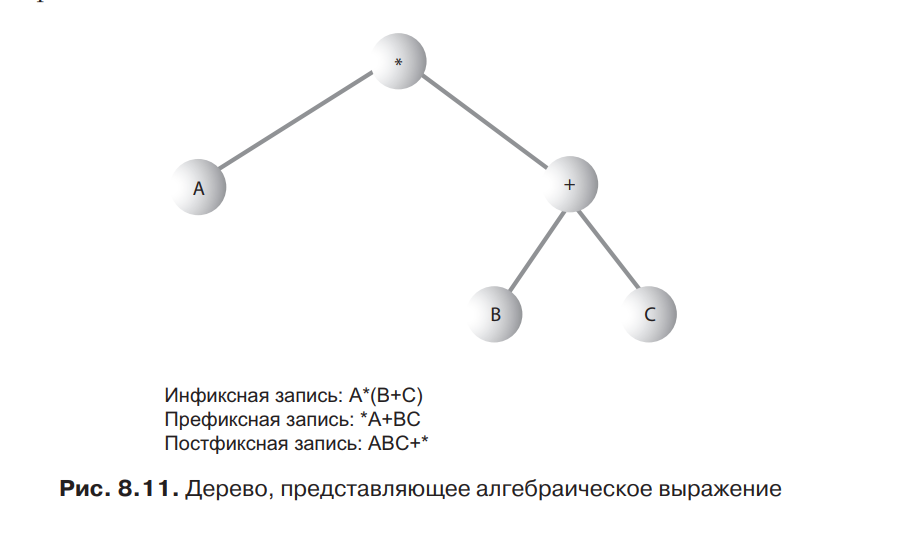 *
A
+
B
C
Инфиксная запись: A*(B+C)
Префиксная запись: *A+BC
Постфиксная запись: ABC+*
Рис. 8.11. Дерево, представляющее алгебраическое выражение